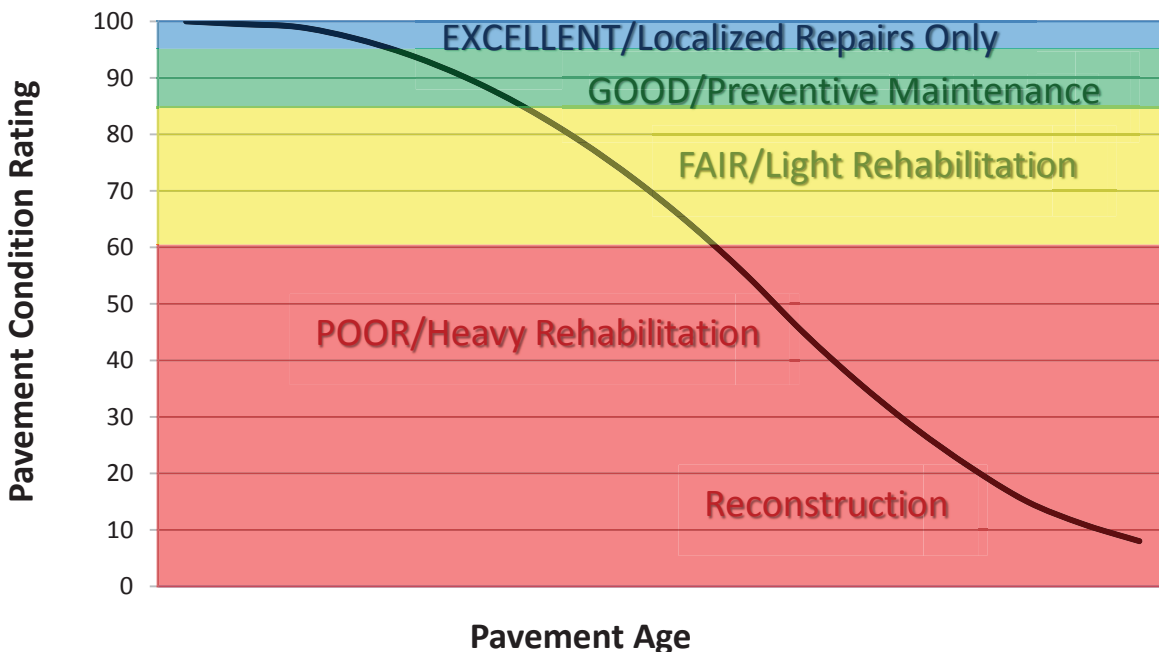 Pavement Condition Rating
100
90
80
70
60
50
40
30
20
10
0
EXCELLENT/Localized Repairs Only
GOOD/Preventive Maintenance
FAIR/Light Rehabilitation
POOR/Heavy Rehabilitation
Reconstruction
Pavement Age